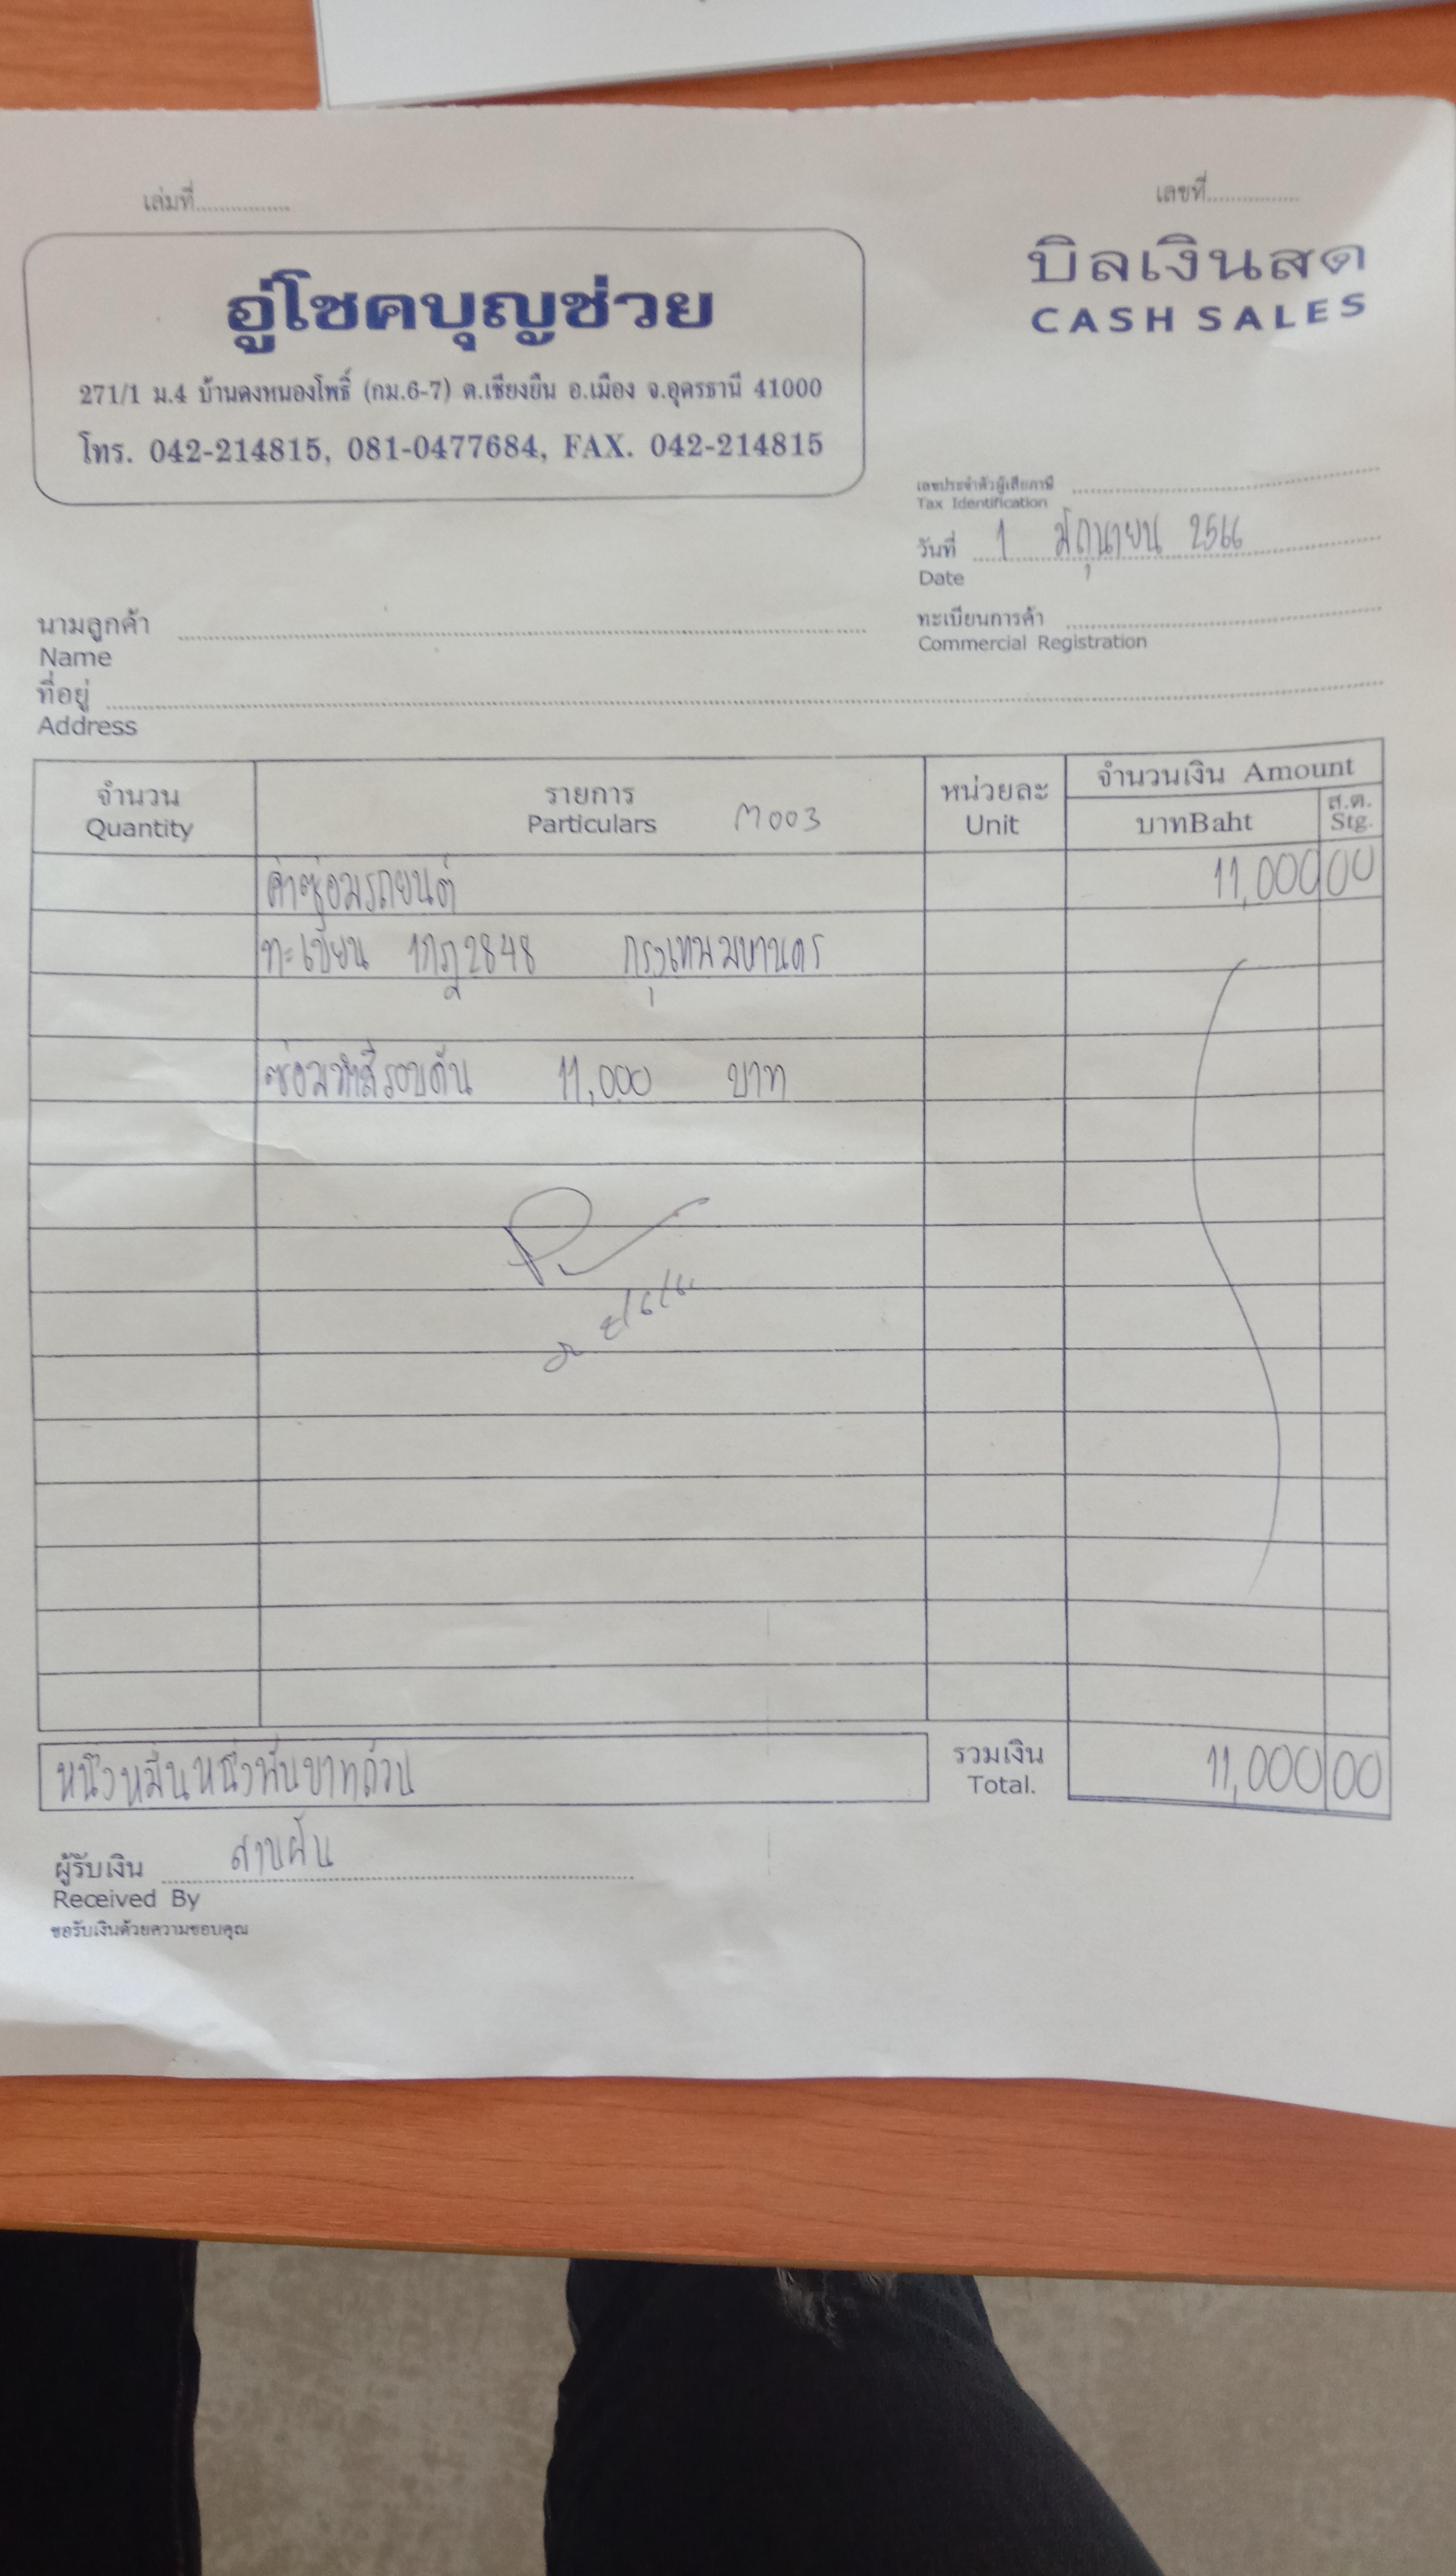 เล่มที่................ เลขที่................
อู่โชคบุญช่วย
271/1 ม.4 บ้านดงหนองโพธิ์ (กม.6-7) ต.เชียงยืน อ.เมือง จ.อุดรธานี 41000
โทร. 042-214815, 081-0477684, FAX. 042-214815
บิลเงินสด
CASH SALES
เลขประจำตัวผู้เสียภาษี
Tax Identification
วันที่ 1 มิถุนายน 2566
Date
นามลูกค้า
Name
ทะเบียนการค้า
Commercial Registration
ที่อยู่
Address
จำนวน รายการ หน่วยละ จำนวนเงิน Amount
Quantity Particulars M003 Unit บาทBaht ส.ต. Stg.
ค่าซ่อมรถยนต์ 11,000 00
ทะเบียน 1กฎ2848 กรุงเทพมหานคร
ซ่อมทำสีรอบคัน 11,000 บาท
หนึ่งหมื่นหนึ่งพันบาทถ้วน
รวมเงิน 11,000 00
Total.
ผู้รับเงิน
Received By
ขอรับเงินด้วยความขอบคุณ